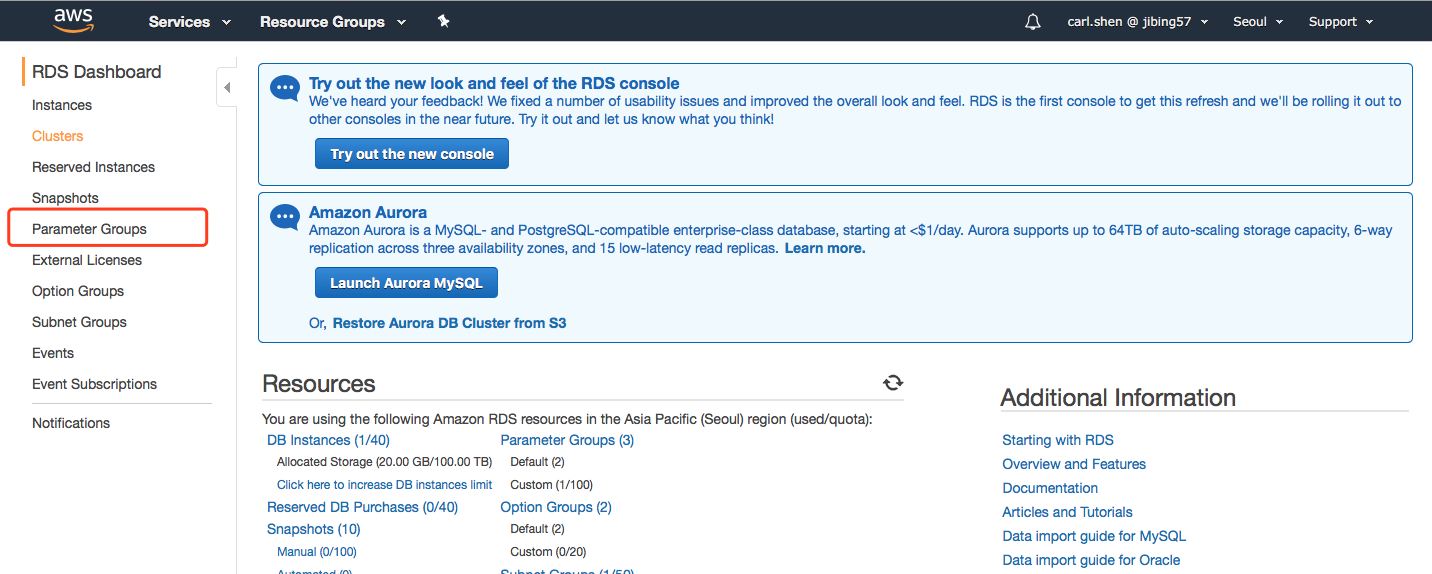 aws Services Resource Groups carl.shen @ jibing57 Seoul Support
RDS Dashboard
Instances
Clusters
Reserved Instances
Snapshots
Parameter Groups
External Licenses
Option Groups
Subnet Groups
Events
Event Subscriptions
Notifications
Try out the new look and feel of the RDS console
We've heard your feedback! We fixed a number of usability issues and improved the overall look and feel. RDS is the first console to get this refresh and we'll be rolling it out to
other consoles in the near future. Try it out and let us know what you think!
Try out the new console
Amazon Aurora
Amazon Aurora is a MySQL- and PostgreSQL-compatible enterprise-class database, starting at <$1/day. Aurora supports up to 64TB of auto-scaling storage capacity, 6-way
replication across three availability zones, and 15 low-latency read replicas. Learn more.
Launch Aurora MySQL
Or, Restore Aurora DB Cluster from S3
Resources
You are using the following Amazon RDS resources in the Asia Pacific (Seoul) region (used/quota):
DB Instances (1/40)
Allocated Storage (20.00 GB/100.00 TB)
Click here to increase DB instances limit
Reserved DB Purchases (0/40)
Snapshots (10)
Manual (0/100)
Automated (0)
Parameter Groups (3)
Default (2)
Custom (1/100)
Option Groups (2)
Default (2)
Custom (0/20)
Subnet Groups (1/50)
Additional Information
Starting with RDS
Overview and Features
Documentation
Articles and Tutorials
Data import guide for MySQL
Data import guide for Oracle